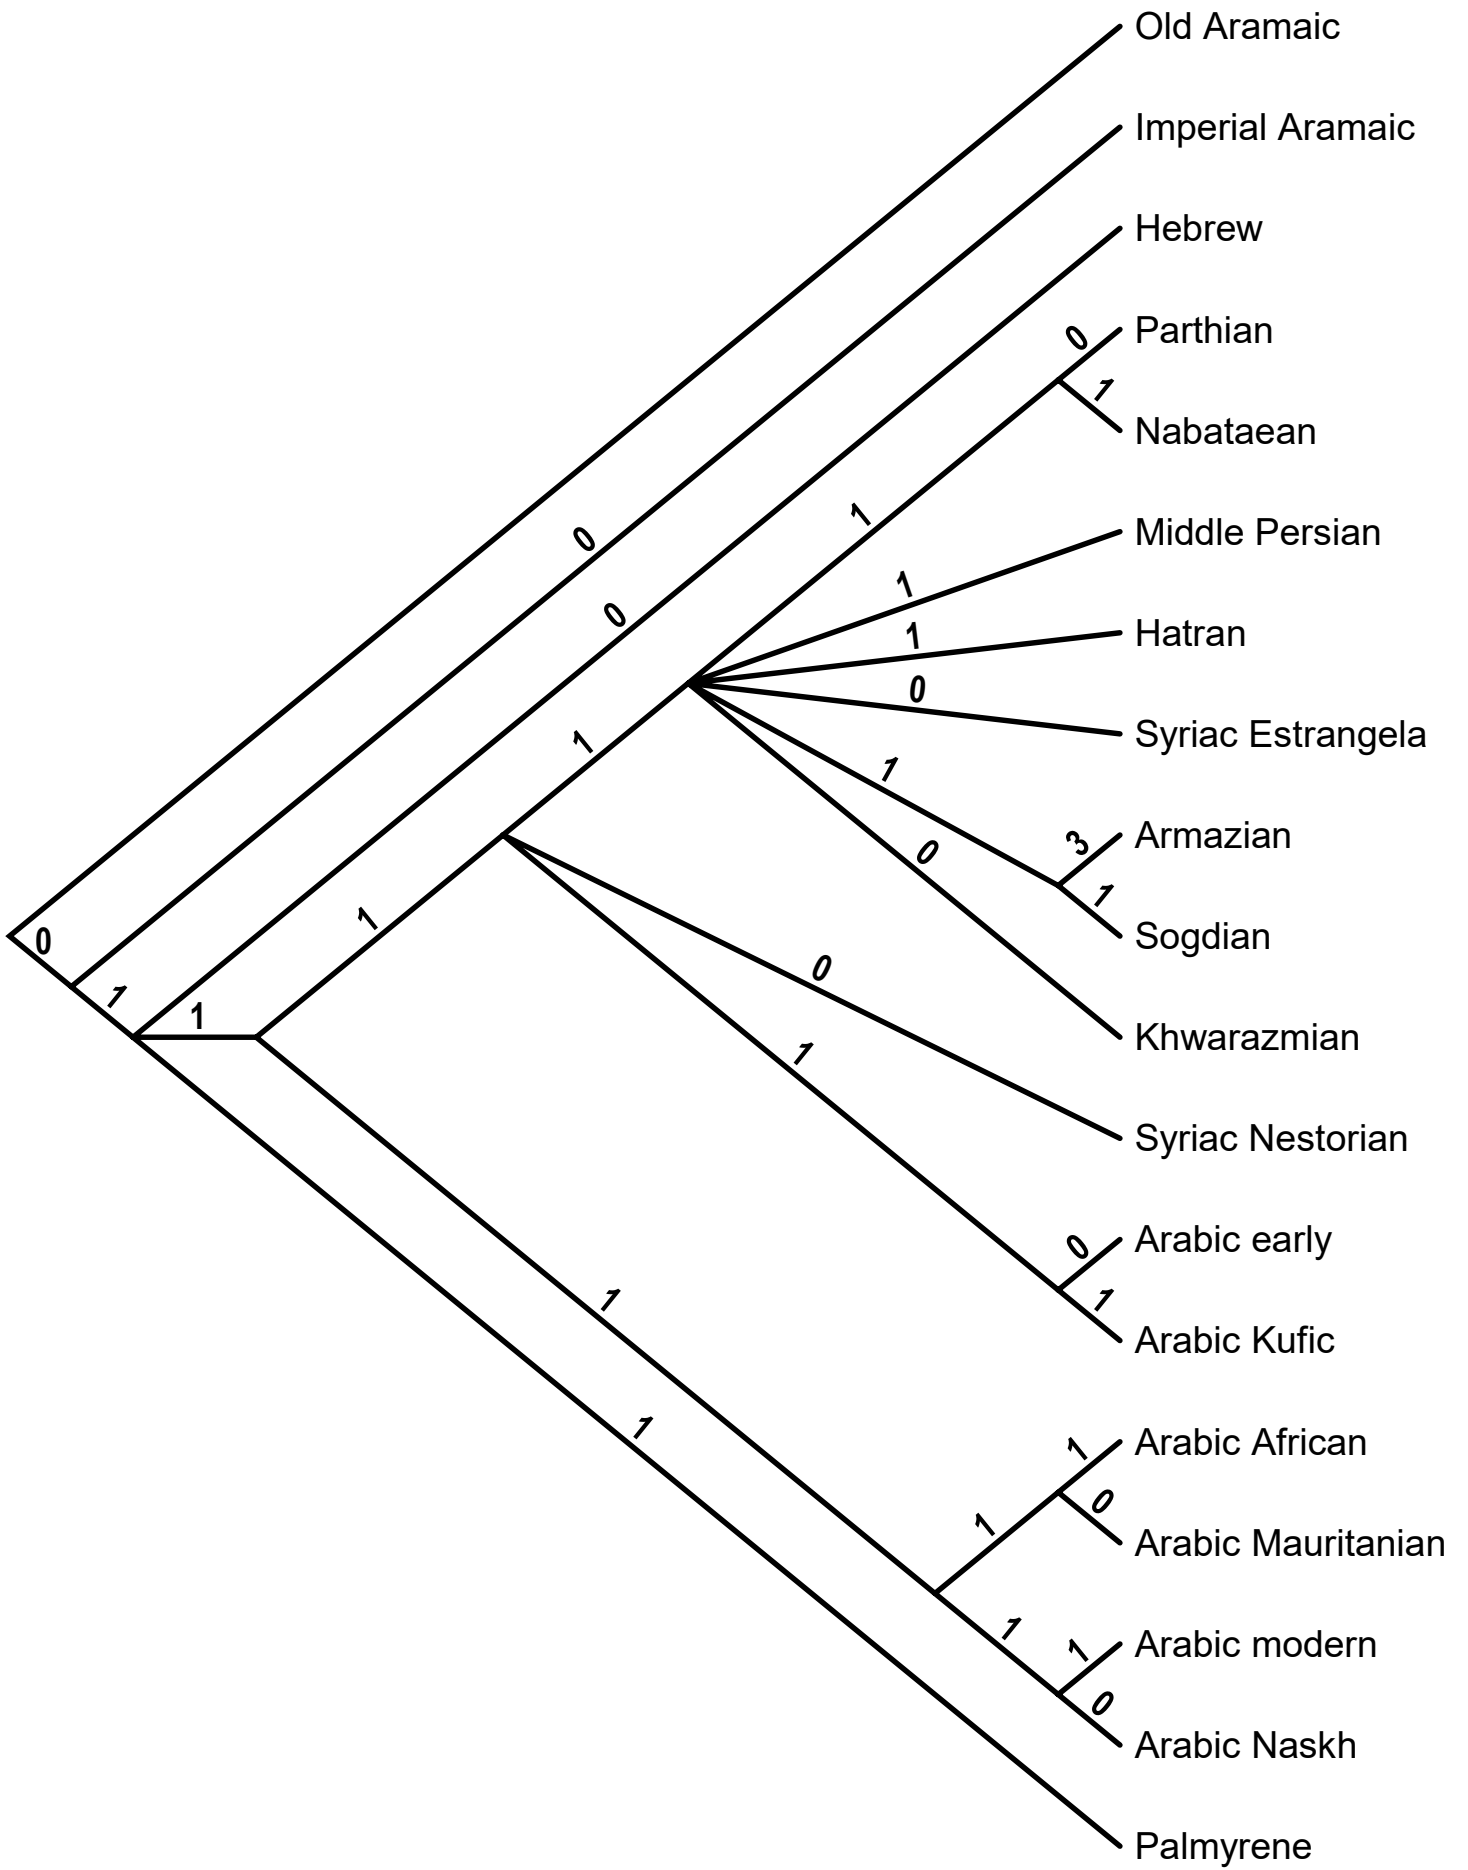 Old Aramaic
Imperial Aramaic
Hebrew
0
Parthian
1
Nabataean
1
Middle Persian
0
1
0
1
Hatran
0
Syriac Estrangela
1
1
3
Armazian
0
1
Sogdian
1
0
0
1
1
Khwarazmian
1
Syriac Nestorian
0
Arabic early
1
1
Arabic Kufic
1
1
Arabic African
0
1
Arabic Mauritanian
1
1
Arabic modern
0
Arabic Naskh
Palmyrene